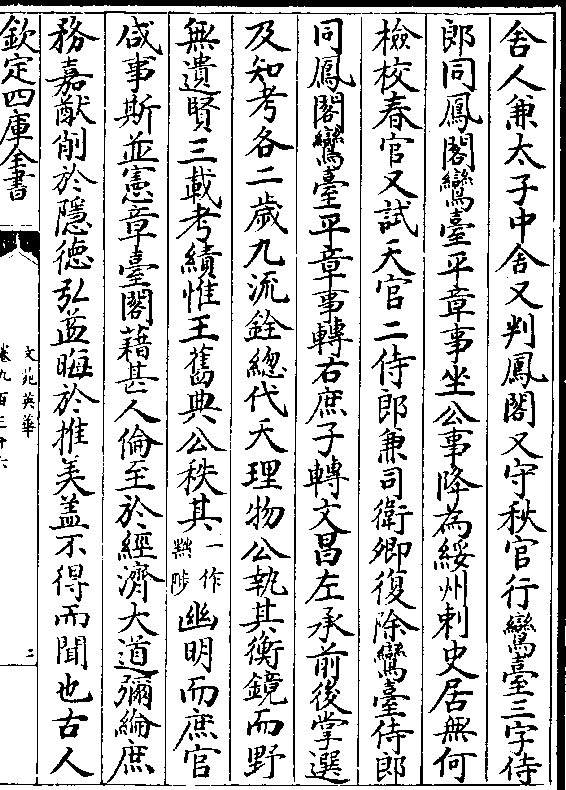 舍人兼太子中舍又判鳳閣又守秋官行鸞臺三字侍
郎同鳳閣鸞臺平章事坐公事降為綏州刺史居無何
檢校春官又試天官二侍郎兼司衛卿復除鸞臺侍郎
同鳳閣鸞臺平章事轉右庶子轉文昌左承前後掌選
及知考各二歲九流銓總代天理物公執其衡鏡而野
無遺賢三載考績惟王舊典公秩其一作黜陟幽明而庶官
咸事斯並憲章臺閣藉甚人倫至於經濟大道彌綸庶
務嘉猷削於隱德弘益晦於推美盖不得而聞也古人
欽定四庫全書
文苑英華
卷九百三十六
二